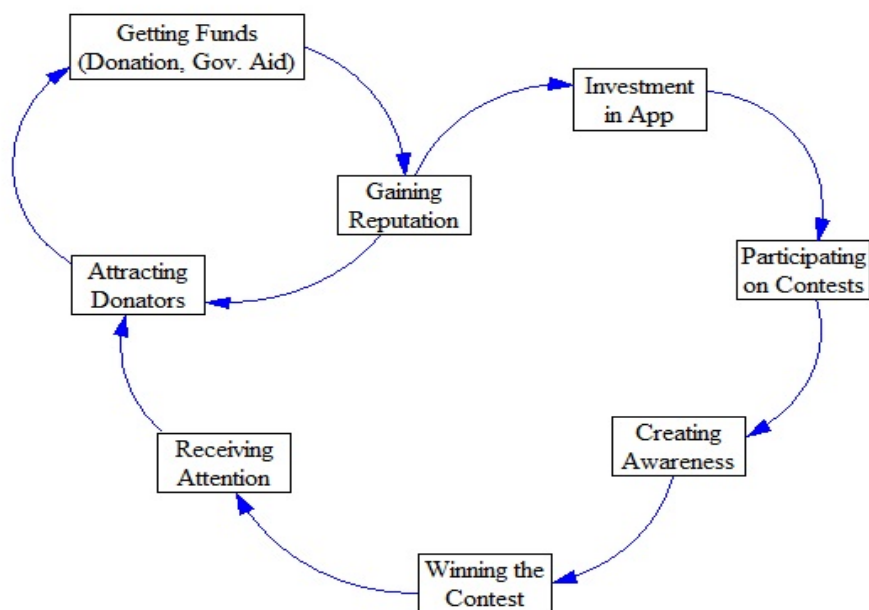 Getting Funds
(Donation, Gov. Aid)
Investment
in App
Gaining
Reputation
Participating
on Contests
Attracting
Donators
Creating
Awareness
Receiving
Attention
Winning the
Contest